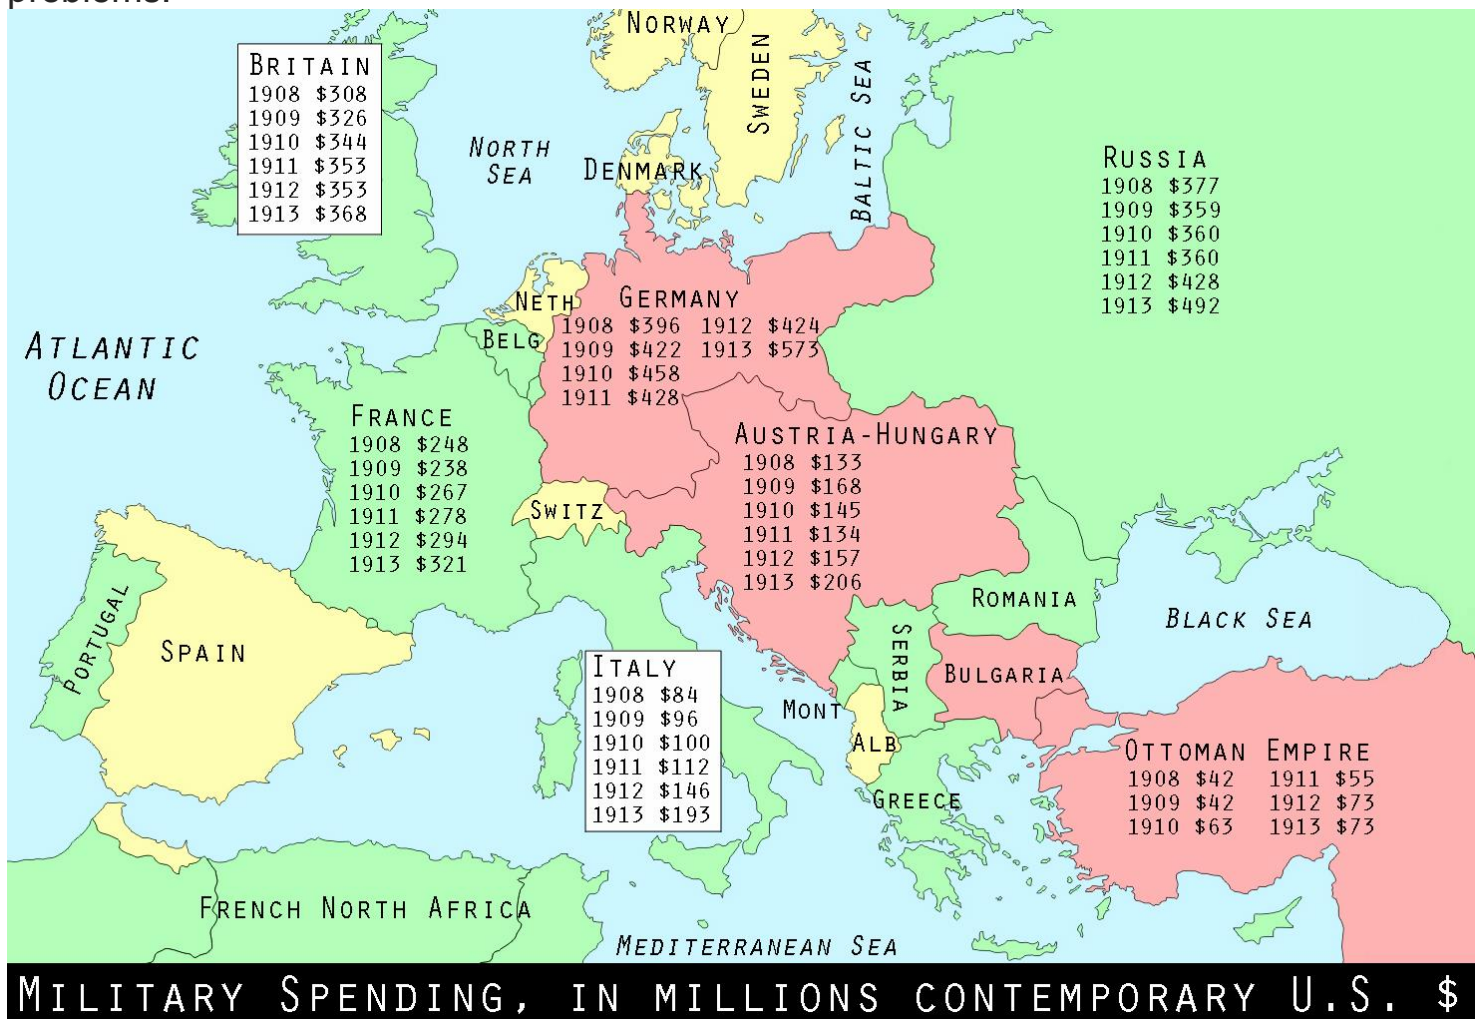 problems.
NORWAY
SWEDEN
BALTIC SEA
BRITAIN
1908 $308
1909 $326
1910 $344
1911 $353
1912 $353
1913 $368
NORTH
SEA
DENMARK
RUSSIA
1908 $377
1909 $359
1910 $360
1911 $360
1912 $428
1913 $492
ATLANTIC
OCEAN
NETH
BELG
GERMANY
1908 $396 1912 $424
1909 $422 1913 $573
1910 $458
1911 $428
FRANCE
1908 $248
1909 $238
1910 $267
1911 $278
1912 $294
1913 $321
AUSTRIA-HUNGARY
1908 $133
1909 $168
1910 $145
1911 $134
1912 $157
1913 $206
SWITZ
PORTUGAL
SPAIN
ROMANIA
BLACK SEA
SERBIA
BULGARIA
ITALY
1908 $84
1909 $96
1910 $100
1911 $112
1912 $146
1913 $193
MONT
ALB
GREECE
OTTOMAN EMPIRE
1908 $42 1911 $55
1909 $42 1912 $73
1910 $63 1913 $73
FRENCH NORTH AFRICA
MEDITERRANEAN SEA
MILITARY SPENDING, IN MILLIONS CONTEMPORARY U.S. $